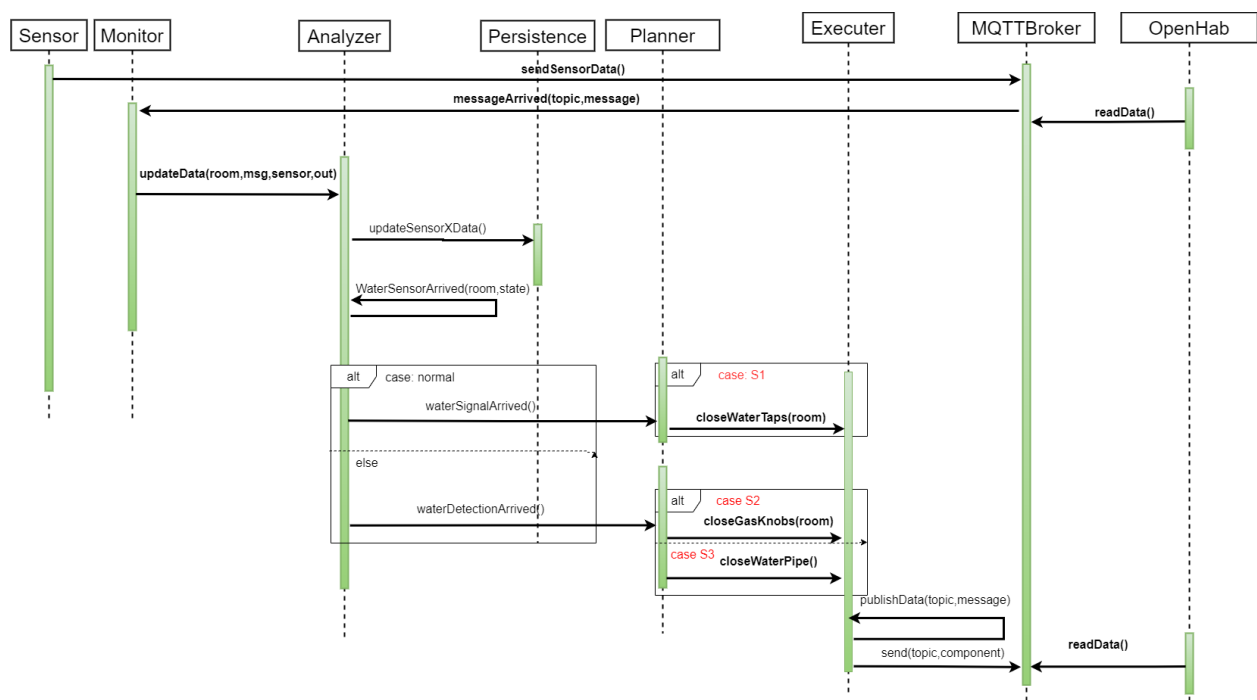 Sensor
Monitor
Analyzer
Persistence
Planner
Executer
MQTTBroker
OpenHab
sendSensorData()
messageArrived(topic,message)
readData()
updateData(room,msg,sensor,out)
updateSensorXData()
WaterSensorArrived(room,state)
alt
case: normal
alt
case: S1
waterSignalArrived()
closeWaterTaps(room)
else
alt
case S2
waterDetectionArrived()
closeGasKnobs(room)
case S3
closeWaterPipe()
publishData(topic,message)
send(topic,component)
readData()